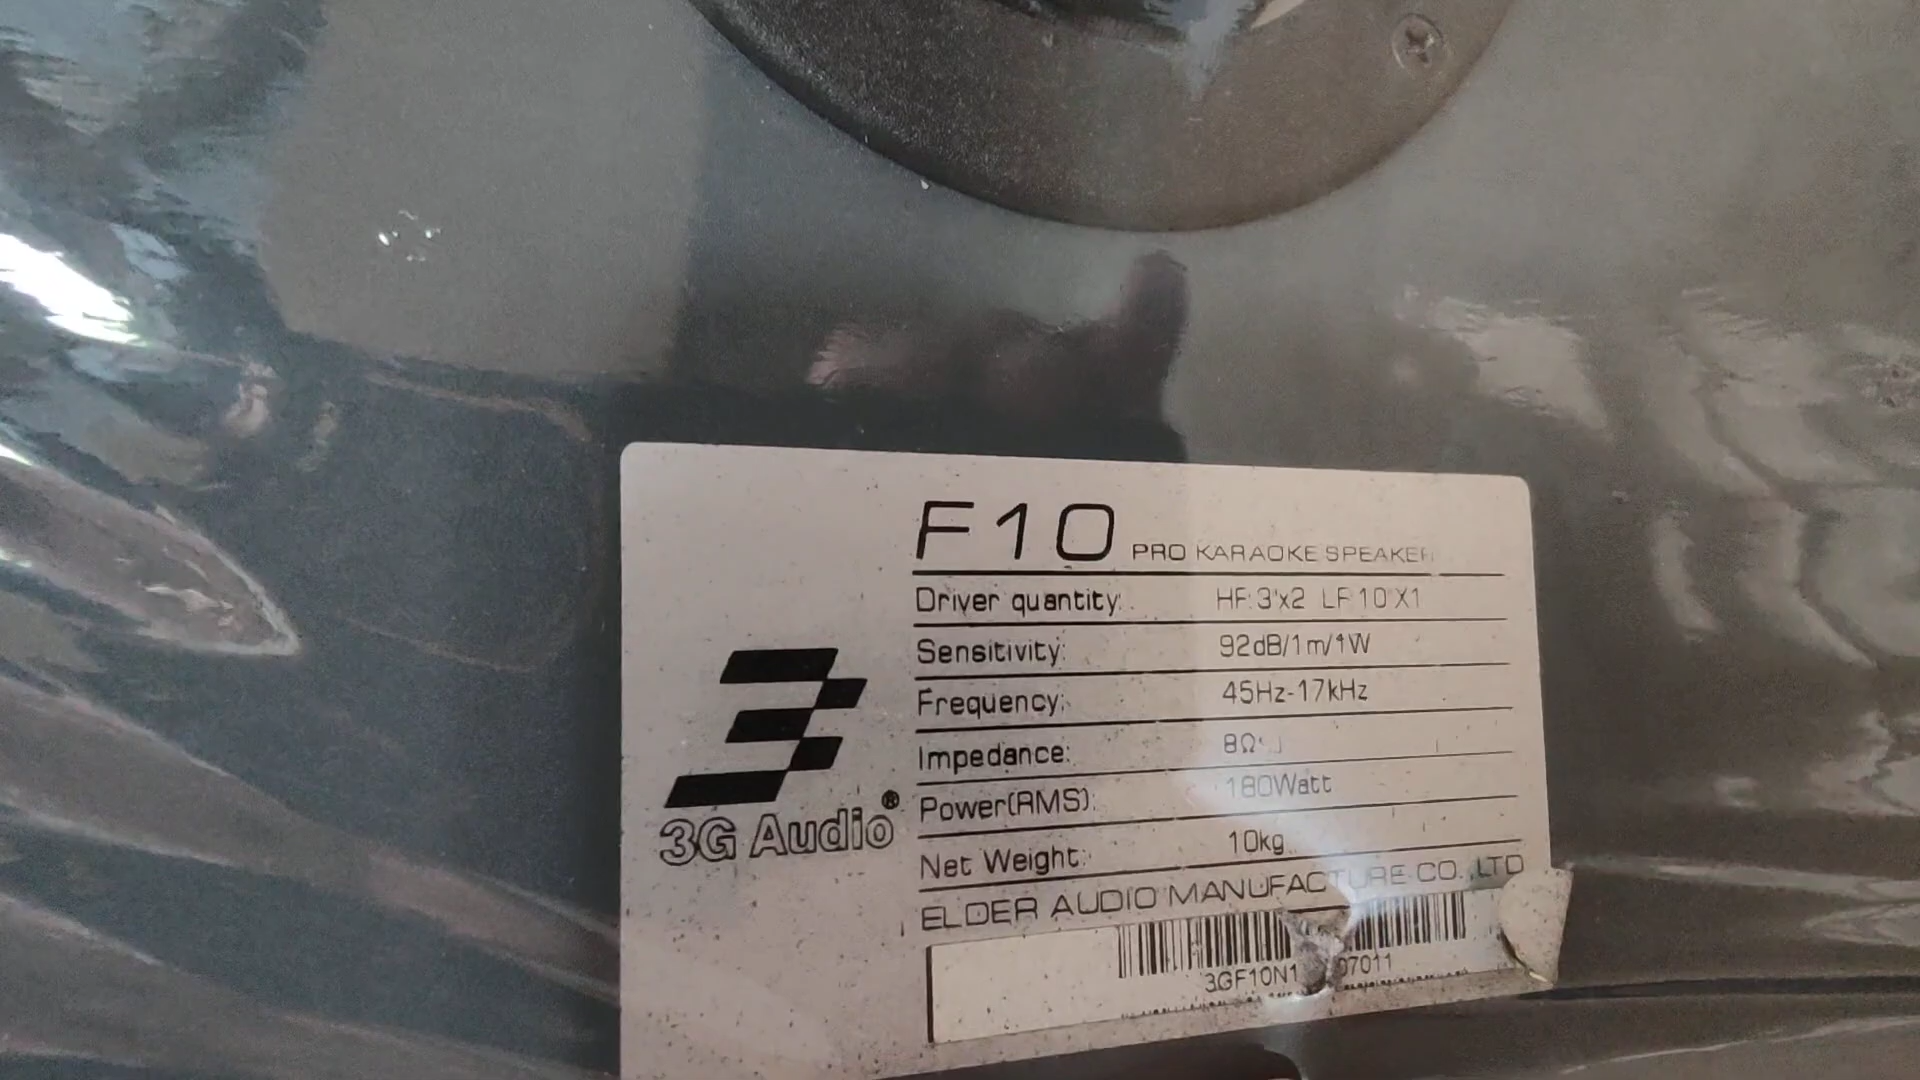 F10 PRO KARAOKE SPEAKER
Driver quantity: HF:3"x2 LF:10"X1
Sensitivity: 92dB/1m/1W
Frequency: 45Hz-17kHz
Impedance: 8Ω
Power(RMS): 180Watt
Net Weight: 10kg
ELDER AUDIO MANUFACTURE CO.,LTD
3G Audio®
3GF10N1 07011